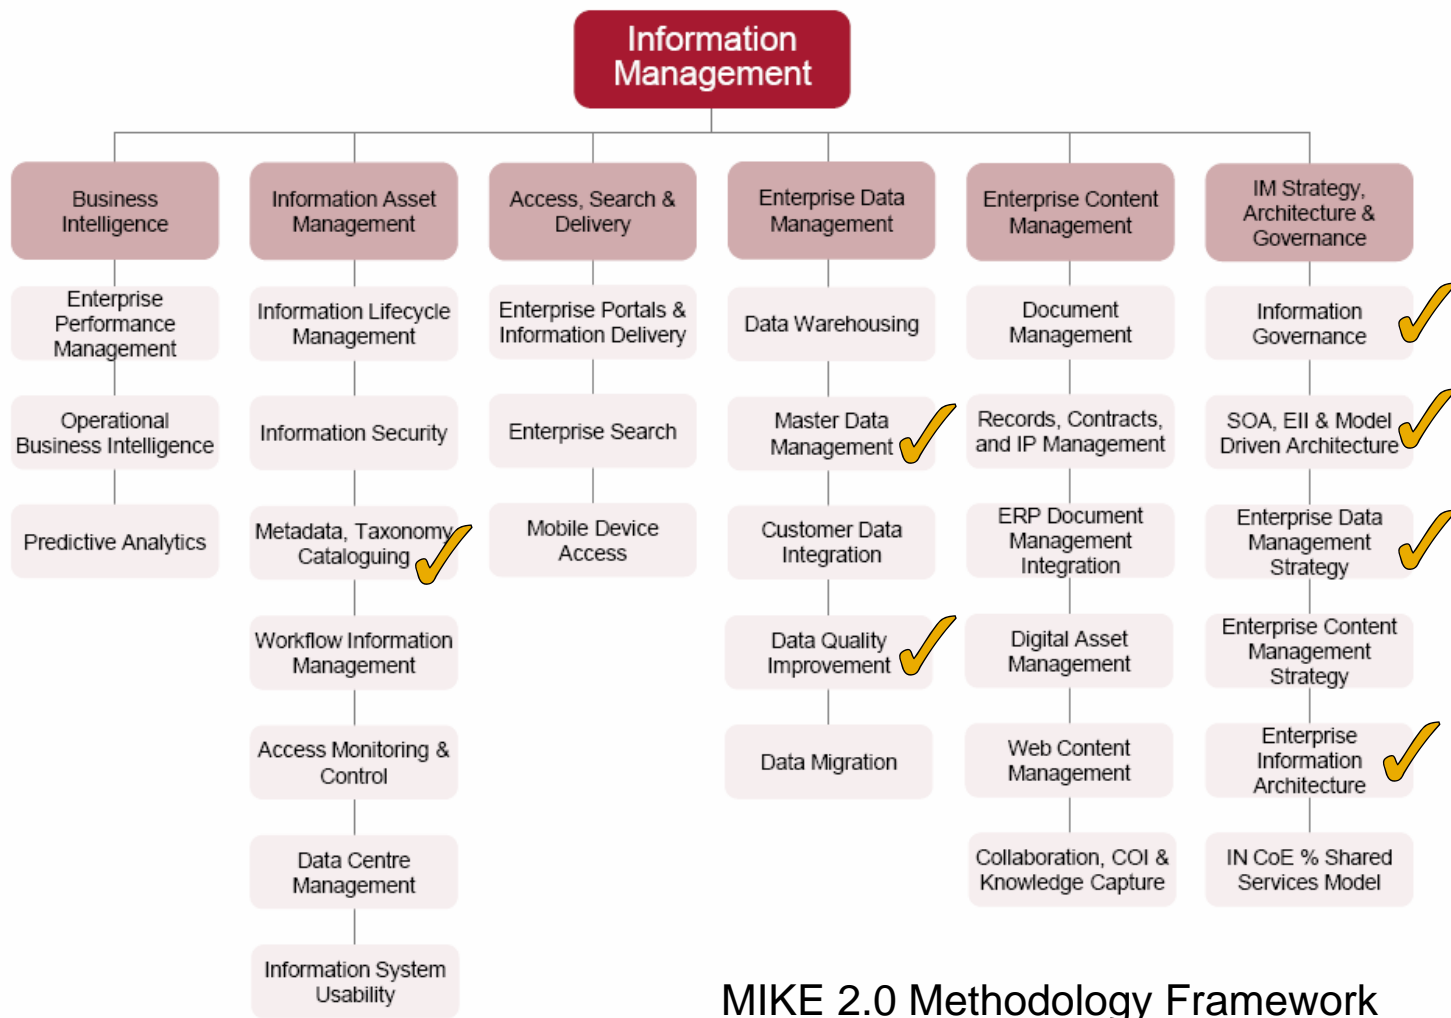 Information
Management
Business
Intelligence
Information Asset
Management
Access, Search &
Delivery
Enterprise Data
Management
Enterprise Content
Management
IM Strategy,
Architecture &
Governance
Enterprise
Performance
Management
Operational
Business Intelligence
Predictive Analytics
Information Lifecycle
Management
Information Security
Metadata, Taxonomy
Cataloguing
Workflow Information
Management
Access Monitoring &
Control
Data Centre
Management
Information System
Usability
Enterprise Portals &
Information Delivery
Enterprise Search
Mobile Device
Access
Data Warehousing
Master Data
Management
Customer Data
Integration
Data Quality
Improvement
Data Migration
Document
Management
Records, Contracts,
and IP Management
ERP Document
Management
Integration
Digital Asset
Management
Web Content
Management
Collaboration, COI &
Knowledge Capture
Information
Governance
SOA, EII & Model
Driven Architecture
Enterprise Data
Management
Strategy
Enterprise Content
Management
Strategy
Enterprise
Information
Architecture
IN CoE % Shared
Services Model
MIKE 2.0 Methodology Framework